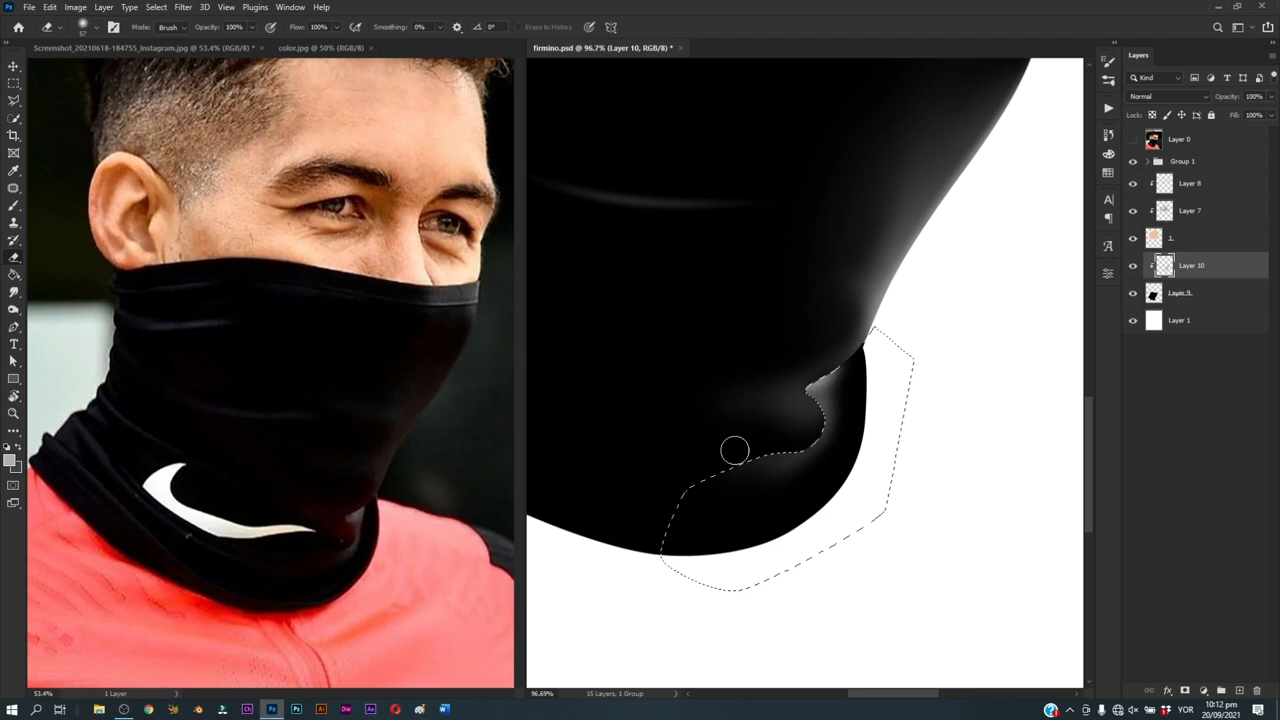 File Edit Image Layer Type Select Filter 3D View Plugins Window Help
57 Mode: Brush Opacity: 100% Flow: 100% Smoothing: 0% 0° Erase to History
Screenshot_20210618-184755_Instagram.jpg @ 53.4% (RGB/8) * × color.jpg @ 50% (RGB/8) ×
firmino.psd @ 96.7% (Layer 10, RGB/8) * ×
Layers
Kind
Normal Opacity: 100%
Lock: Fill: 100%
Layer 0
Group 1
Layer 8
Layer 7
Layer 10
Layer 9
Layer 1
53.4% 1 Layer
96.69% 15 Layers, 1 Group
YOR 10:12 pm
20/09/2021